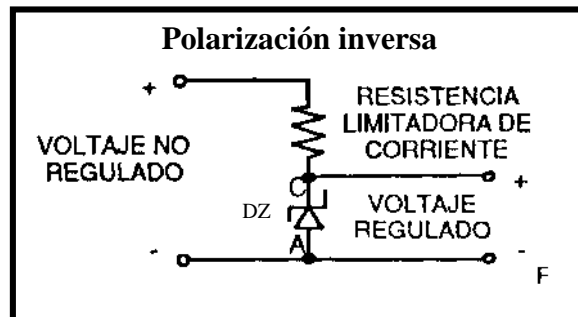 Polarización inversa
+
RESISTENCIA
LIMITADORA DE
CORRIENTE
VOLTAJE NO
REGULADO
C
+
DZ
VOLTAJE
REGULADO
A
-
-
F